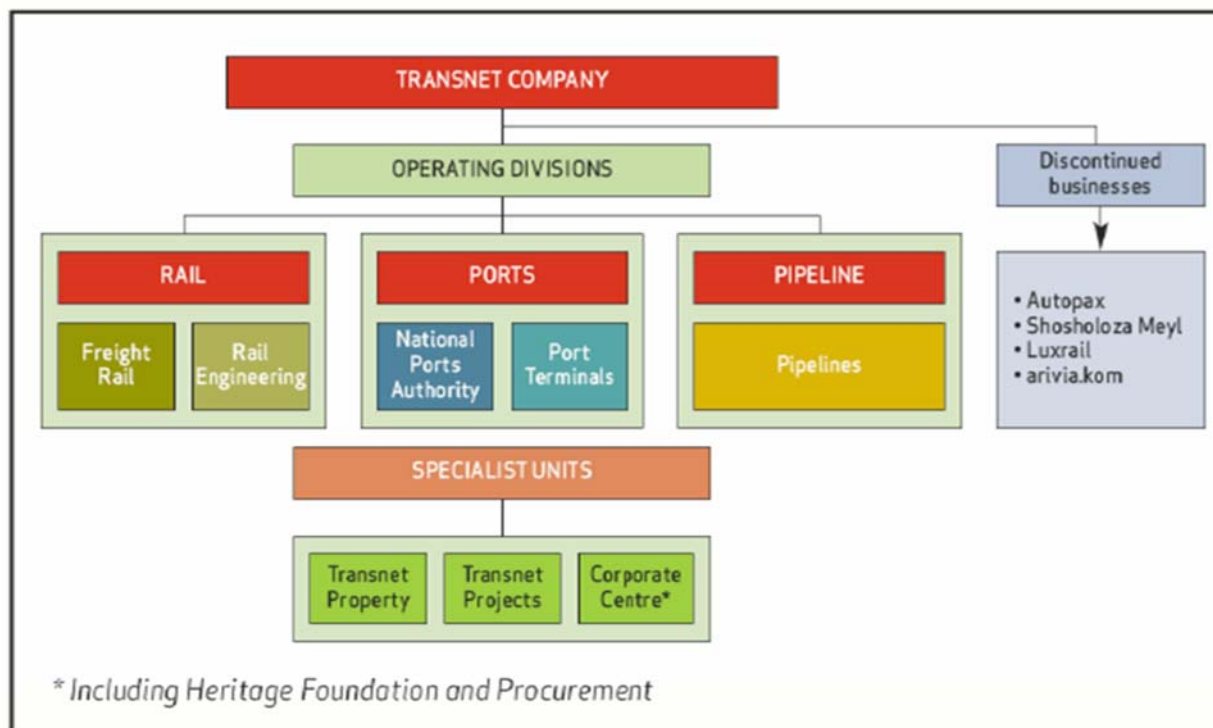 TRANSNET COMPANY
OPERATING DIVISIONS
Discontinued
businesses
RAIL
PORTS
PIPELINE
Freight
Rail
Rail
Engineering
National
Ports
Authority
Port
Terminals
Pipelines
• Autopax
• Shosholoza Meyl
• Luxrail
• arivia.kom
SPECIALIST UNITS
Transnet
Property
Transnet
Projects
Corporate
Centre*
* Including Heritage Foundation and Procurement